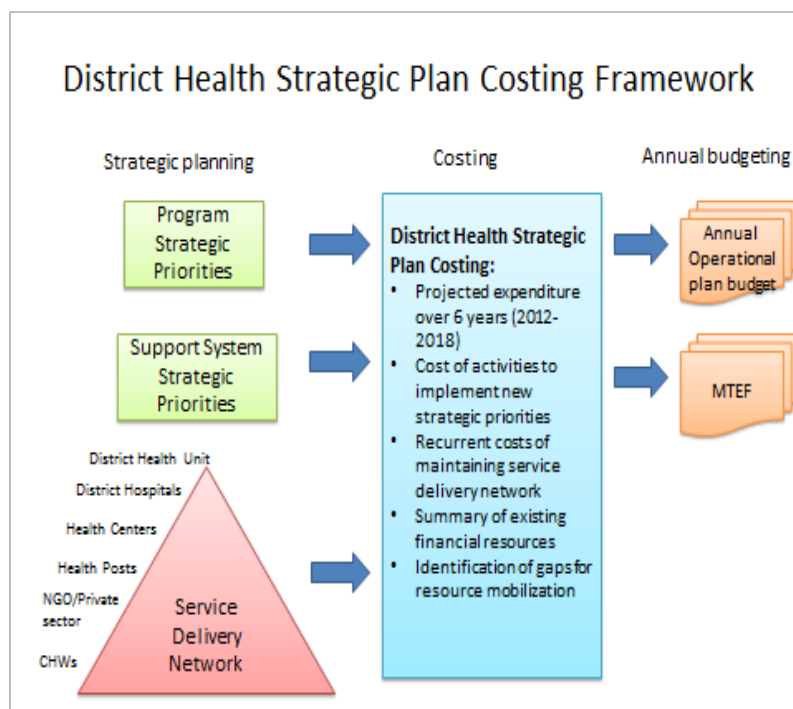 District Health Strategic Plan Costing Framework
Strategic planning
Costing
Annual budgeting
Program
Strategic
Priorities
Support System
Strategic
Priorities
District Health Unit
District Hospitals
Health Centers
Health Posts
NGO/Private
sector
CHWs
Service
Delivery
Network
District Health Strategic
Plan Costing:
• Projected expenditure
over 6 years (2012-
2018)
• Cost of activities to
implement new
strategic priorities
• Recurrent costs of
maintaining service
delivery network
• Summary of existing
financial resources
• Identification of gaps for
resource mobilization
Annual
Operational
plan budget
MTEF